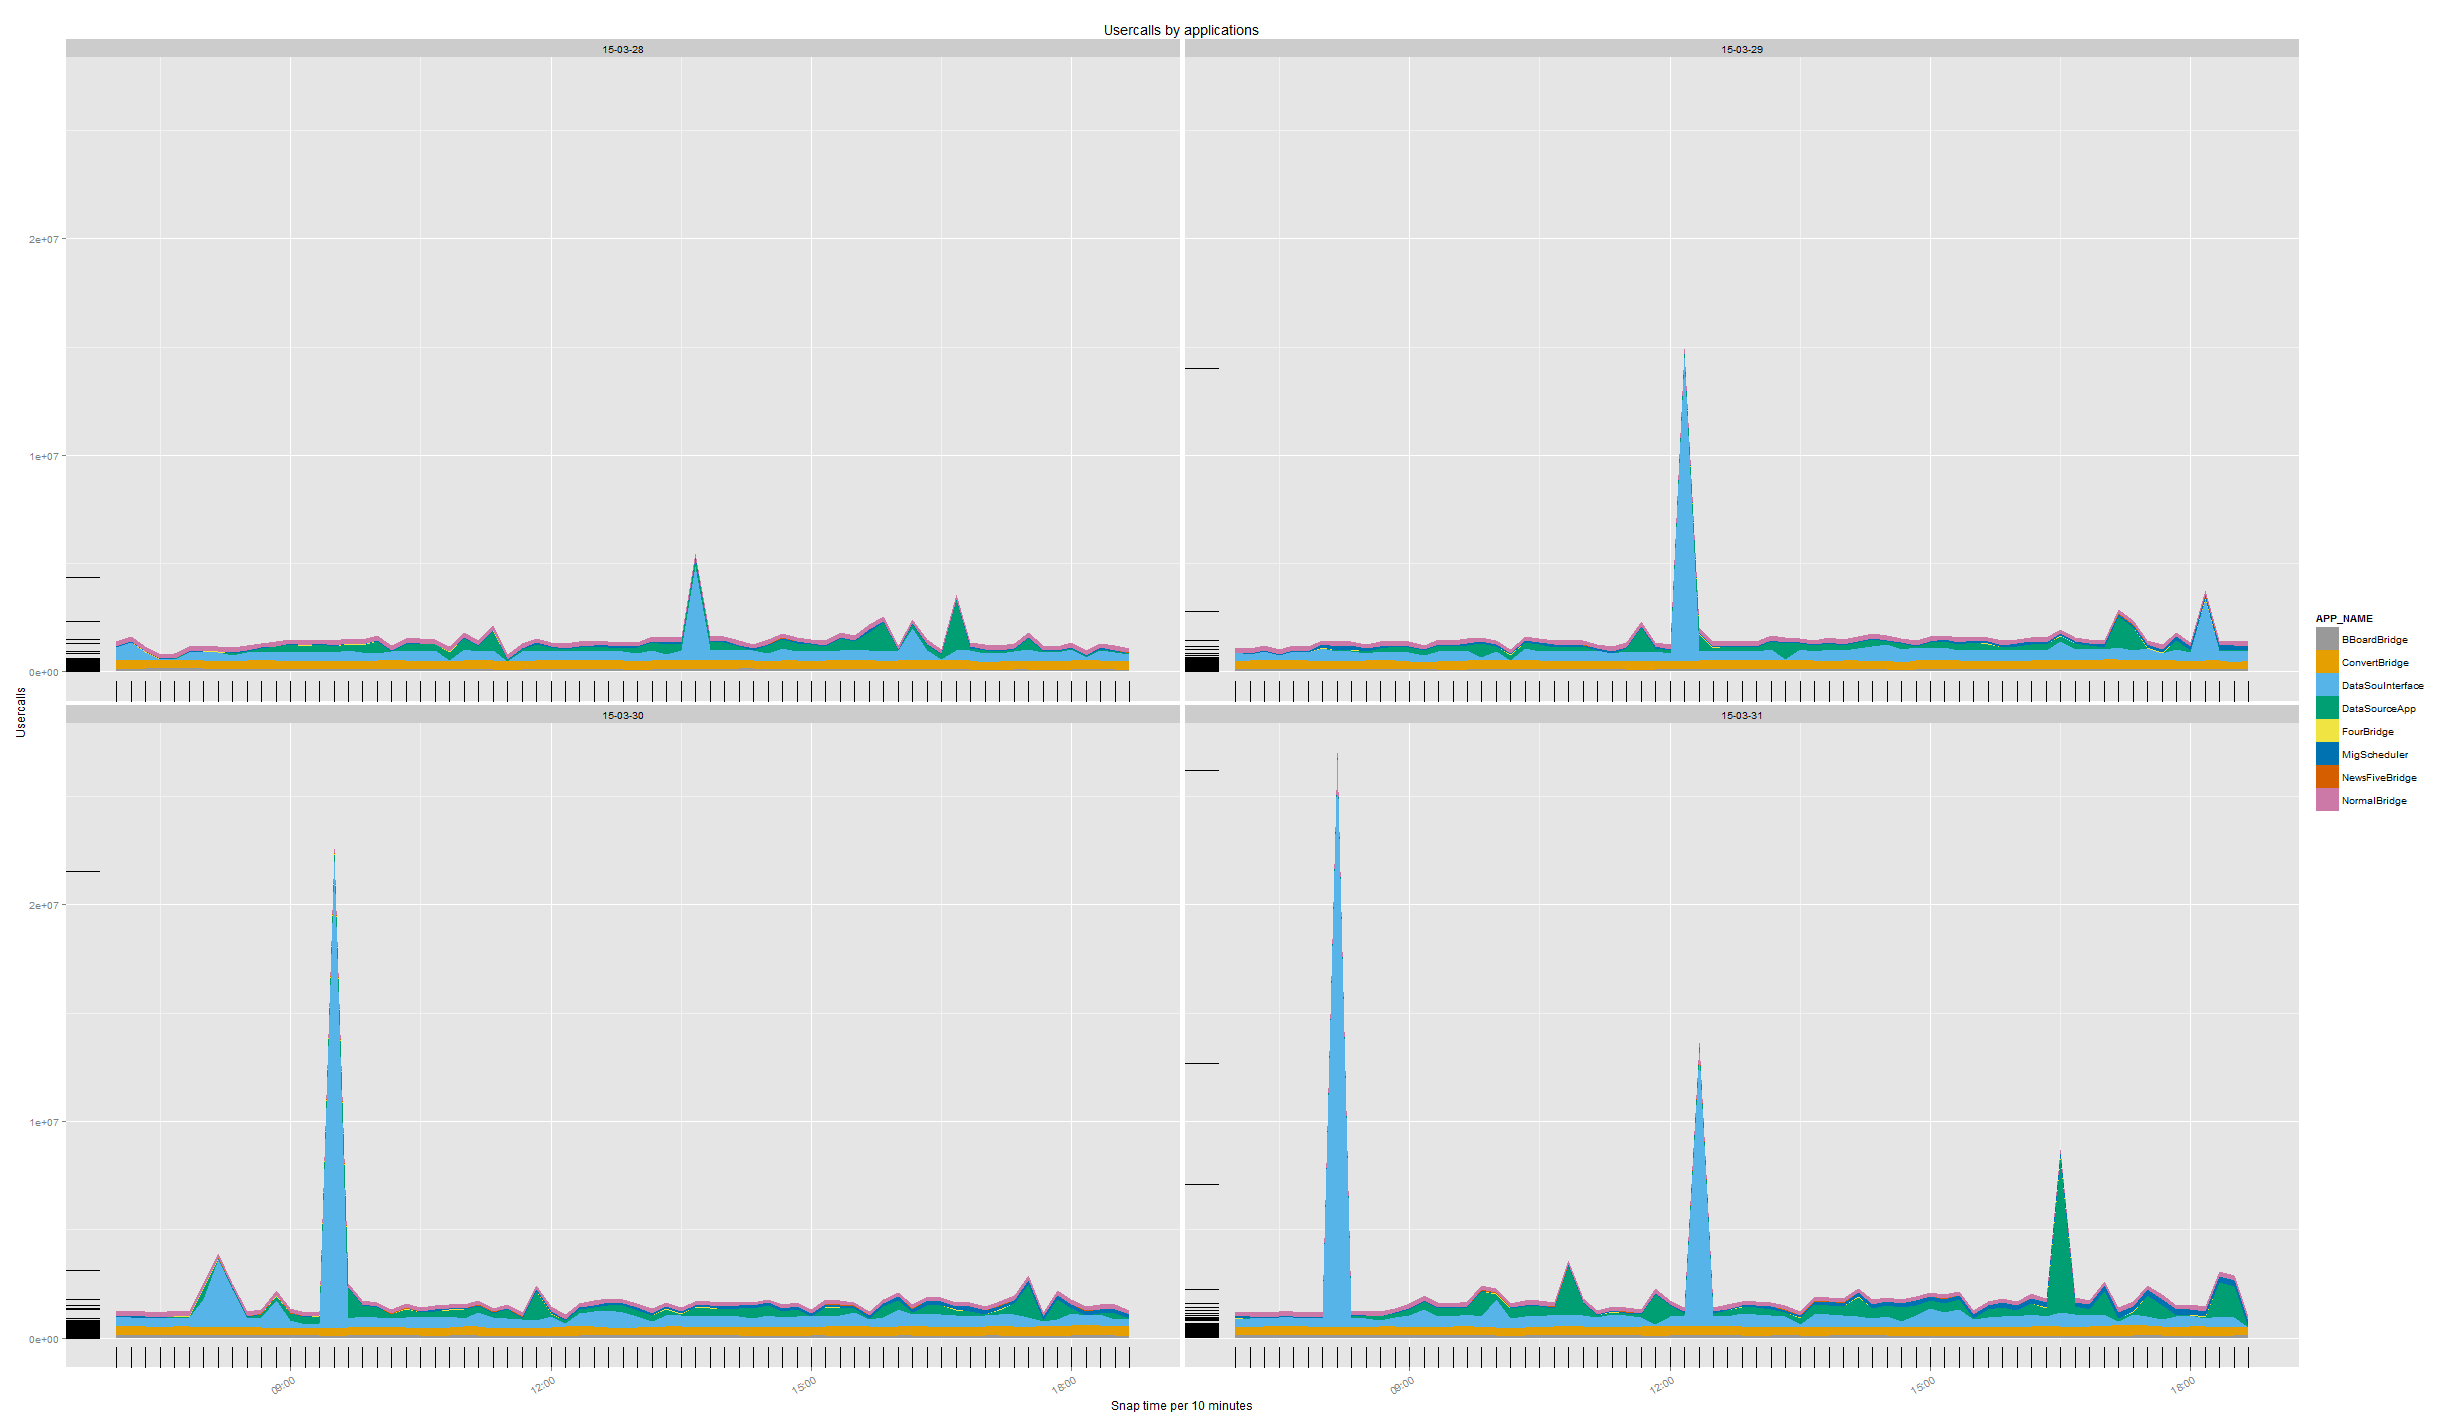 Usercalls by applications
15-03-28
15-03-29
2e+07
1e+07
0e+00
15-03-30
15-03-31
2e+07
1e+07
0e+00
09:00
12:00
15:00
18:00
09:00
12:00
15:00
18:00
Snap time per 10 minutes
Usercalls
APP_NAME
BBoardBridge
ConvertBridge
DataSouInterface
DataSourceApp
FourBridge
MigScheduler
NewsFiveBridge
NormalBridge